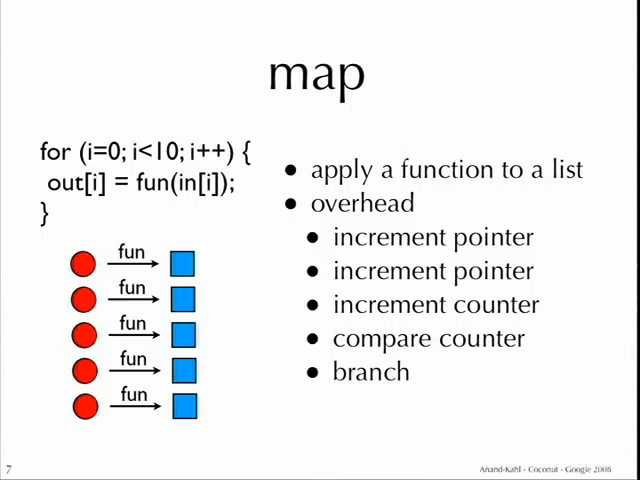 map
for (i=0; i<10; i++) {
out[i] = fun(in[i]);
}
fun
fun
fun
fun
fun
• apply a function to a list
• overhead
• increment pointer
• increment pointer
• increment counter
• compare counter
• branch
7
Anand-Kahl - Coconut - Google 2008